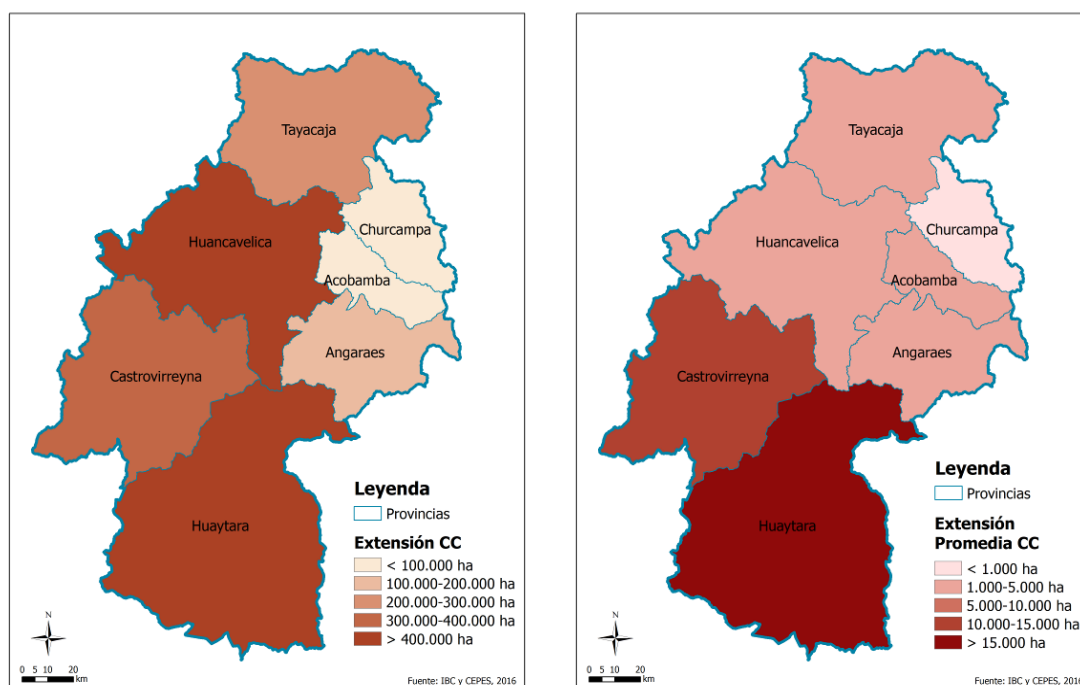 Tayacaja
Churcampa
Huancavelica
Acobamba
Angaraes
Castrovirreyna
Huaytara
Leyenda
Provincias
Extensión CC
< 100.000 ha
100.000-200.000 ha
200.000-300.000 ha
300.000-400.000 ha
> 400.000 ha
N
0 5 10 20
km
Fuente: IBC y CEPES, 2016
Tayacaja
Churcampa
Huancavelica
Acobamba
Angaraes
Castrovirreyna
Huaytara
Leyenda
Provincias
Extensión
Promedia CC
< 1.000 ha
1.000-5.000 ha
5.000-10.000 ha
10.000-15.000 ha
> 15.000 ha
N
0 5 10 20
km
Fuente: IBC y CEPES, 2016